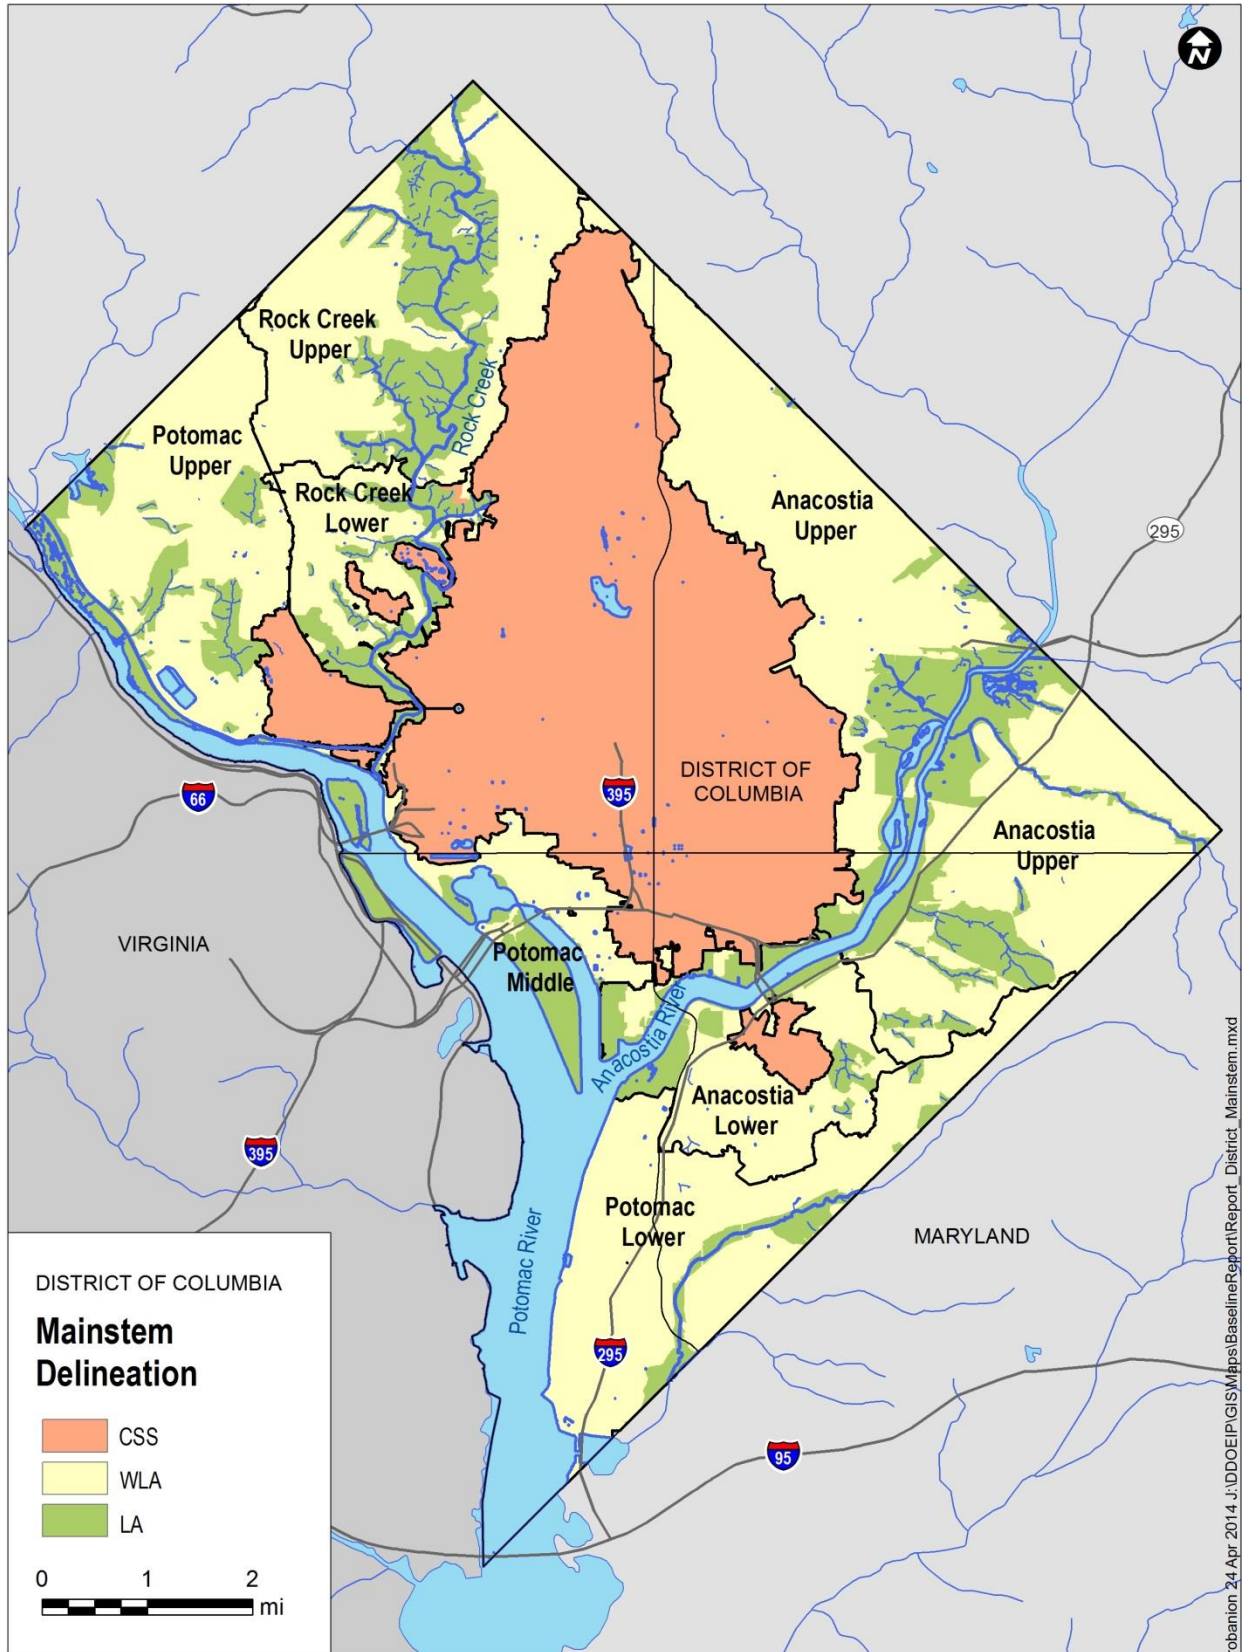 N
Rock Creek
Upper
Rock Creek
Potomac
Upper
Rock Creek
Lower
Anacostia
Upper
295
DISTRICT OF
COLUMBIA
66
395
Anacostia
Upper
VIRGINIA
Potomac
Middle
Anacostia River
Anacostia
Lower
395
Potomac
Lower
Potomac River
MARYLAND
295
95
DISTRICT OF COLUMBIA
Mainstem
Delineation
CSS
WLA
LA
0 1 2
mi
robanion 24 Apr 2014 J:\DDOEIP\GIS\Maps\BaselineReport\Report_District_Mainstem.mxd